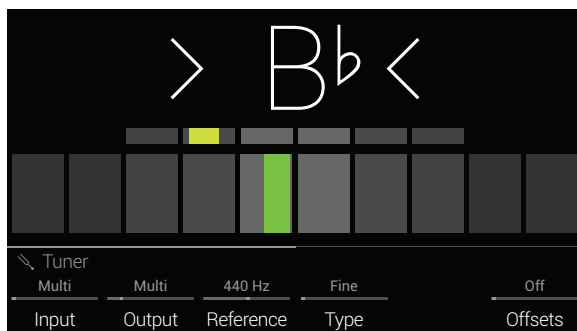 > B♭ <
Tuner
Multi Multi 440 Hz Fine Off
Input Output Reference Type Offsets